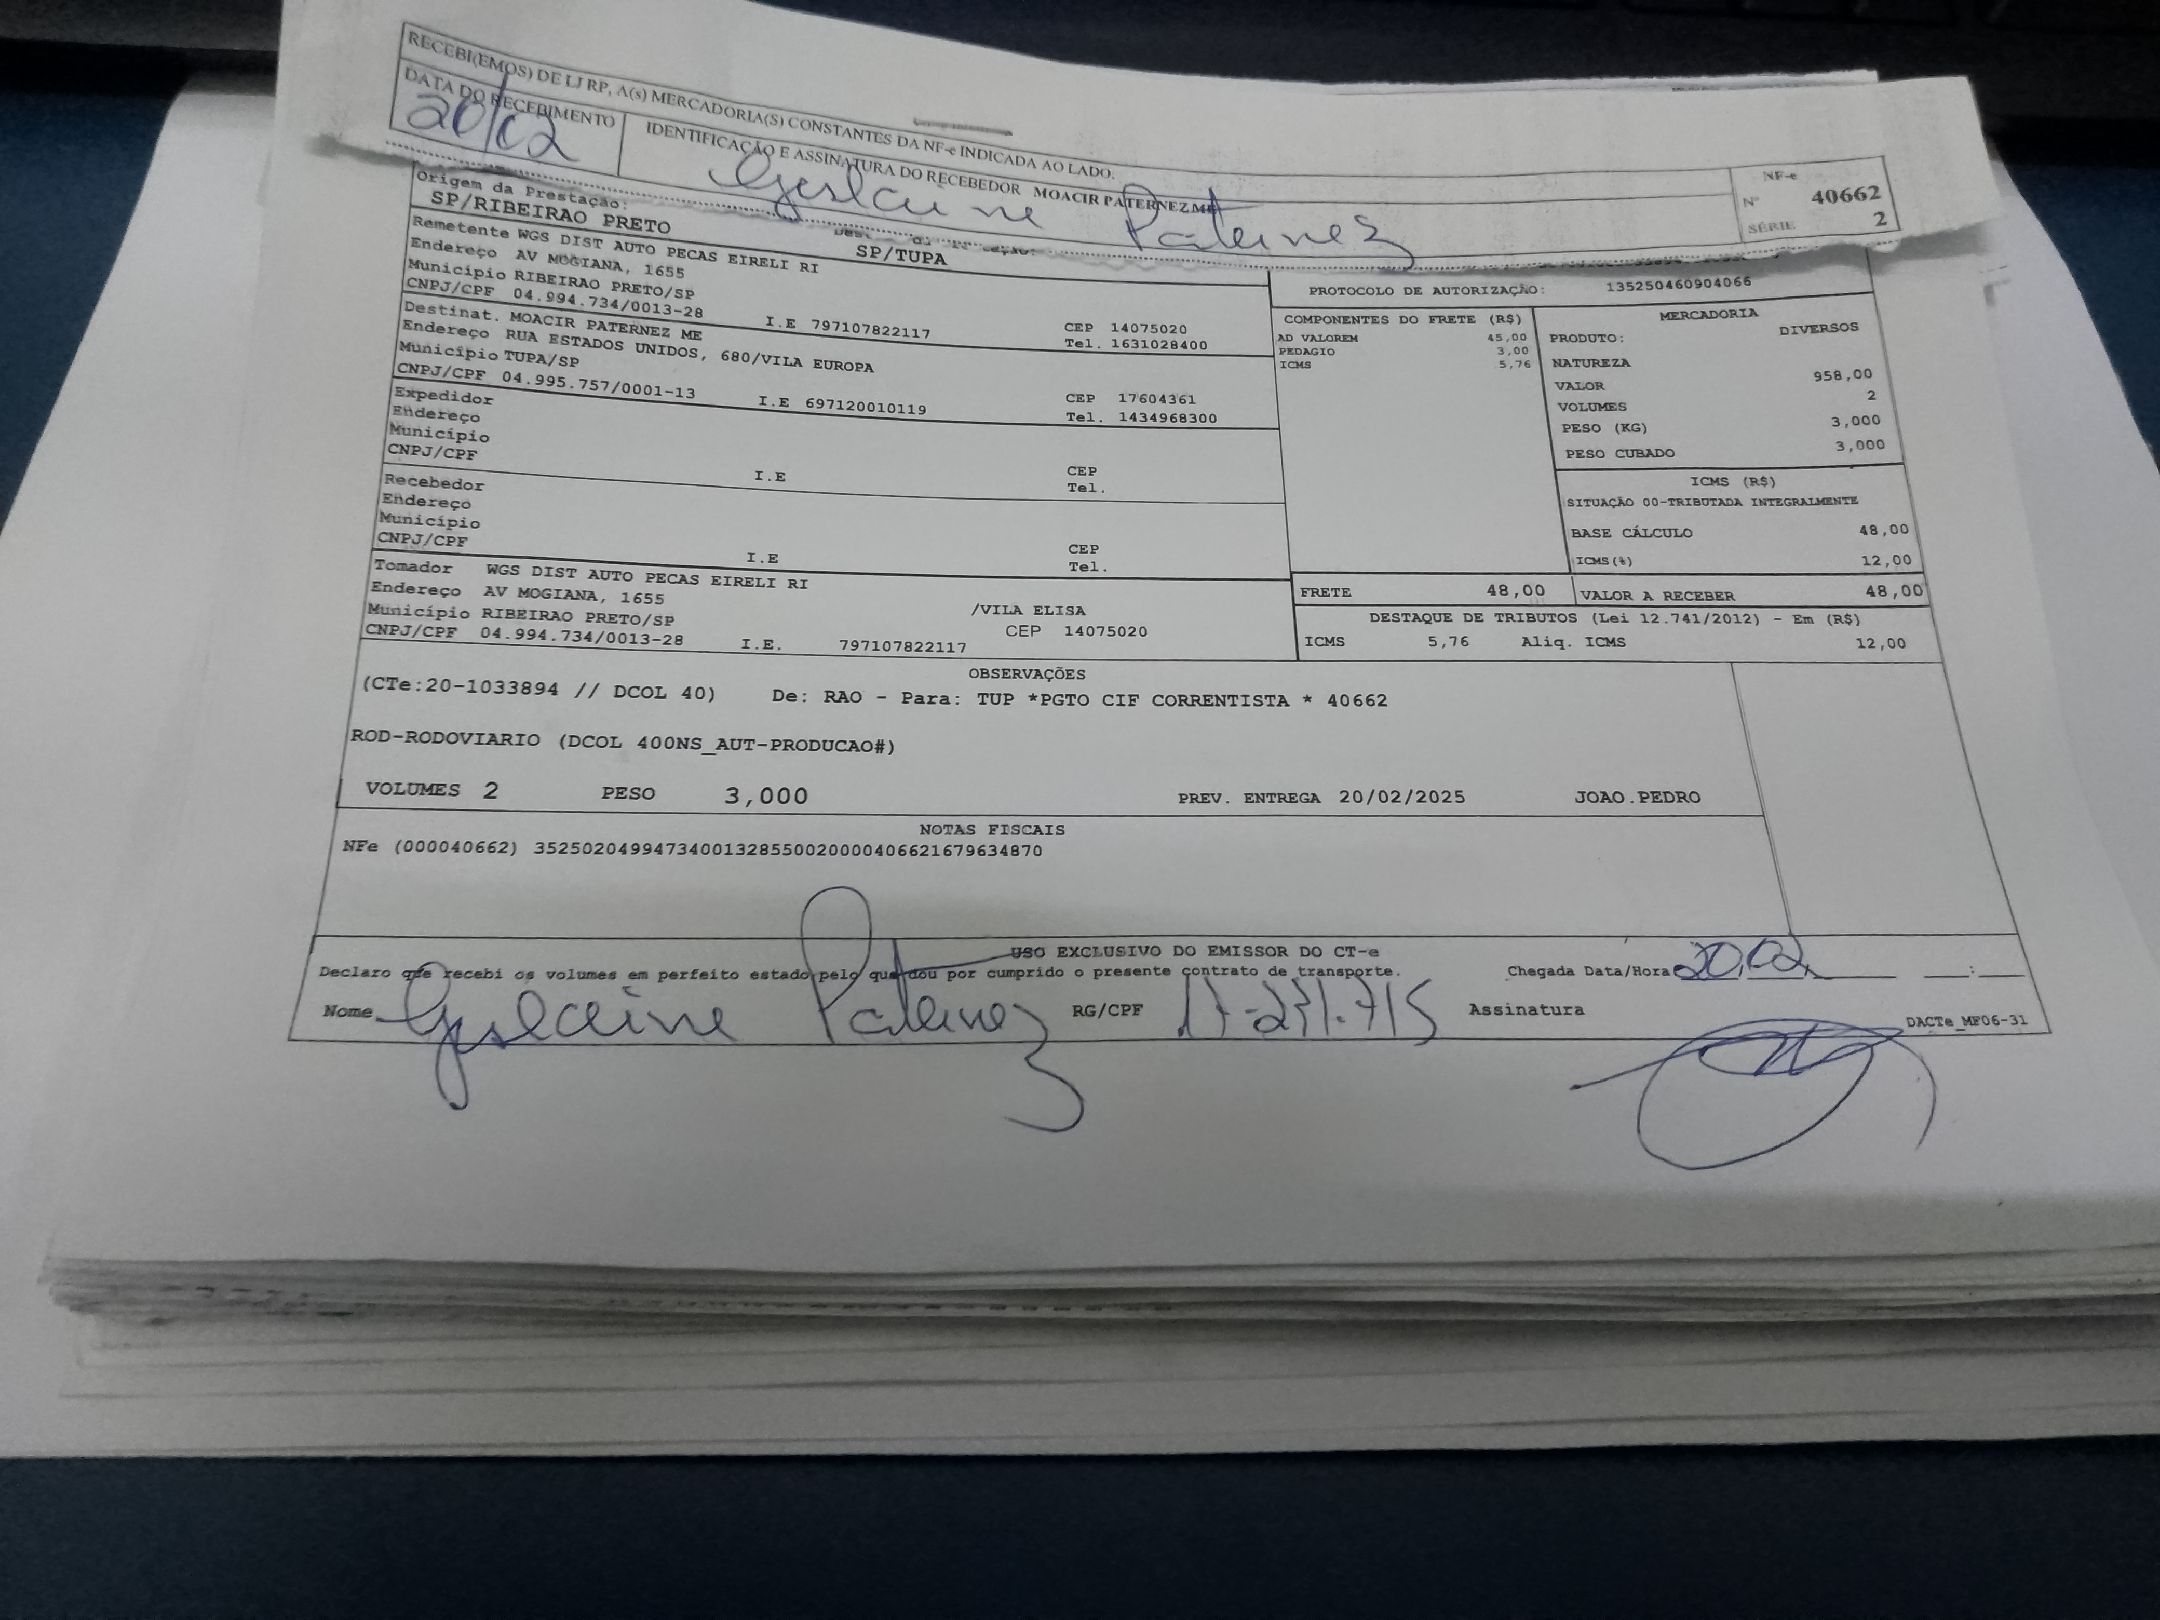 RECEBI(EMOS) DE LJ RP, A(s) MERCADORIA(S) CONSTANTES DA NF-e INDICADA AO LADO.
DATA DO RECEBIMENTO
20/02
IDENTIFICAÇÃO E ASSINATURA DO RECEBEDOR MOACIR PATERNEZ ME
Paternez
NF-e
Nº 40662
SÉRIE 2
Origem da Prestação:
SP/RIBEIRAO PRETO
SP/TUPA
Remetente WGS DIST AUTO PECAS EIRELI RI
Endereço AV MOGIANA, 1655
Município RIBEIRAO PRETO/SP
CNPJ/CPF 04.994.734/0013-28 I.E 797107822117
CEP 14075020
Tel. 1631028400
Destinat. MOACIR PATERNEZ ME
Endereço RUA ESTADOS UNIDOS, 680/VILA EUROPA
Município TUPA/SP
CNPJ/CPF 04.995.757/0001-13 I.E 697120010119
CEP 17604361
Tel. 1434968300
Expedidor
Endereço
Município
CNPJ/CPF I.E
CEP
Tel.
Recebedor
Endereço
Município
CNPJ/CPF I.E
CEP
Tel.
Tomador WGS DIST AUTO PECAS EIRELI RI
Endereço AV MOGIANA, 1655 /VILA ELISA
Município RIBEIRAO PRETO/SP CEP 14075020
CNPJ/CPF 04.994.734/0013-28 I.E. 797107822117
PROTOCOLO DE AUTORIZAÇÃO: 135250460904066
COMPONENTES DO FRETE (R$)
AD VALOREM 45,00
PEDAGIO 3,00
ICMS 5,76
MERCADORIA
PRODUTO: DIVERSOS
NATUREZA
VALOR 958,00
VOLUMES 2
PESO (KG) 3,000
PESO CUBADO 3,000
ICMS (R$)
SITUAÇÃO 00-TRIBUTADA INTEGRALMENTE
BASE CÁLCULO 48,00
ICMS(%) 12,00
FRETE 48,00 VALOR A RECEBER 48,00
DESTAQUE DE TRIBUTOS (Lei 12.741/2012) - Em (R$)
ICMS 5,76 Aliq. ICMS 12,00
OBSERVAÇÕES
(CTe:20-1033894 // DCOL 40) De: RAO - Para: TUP *PGTO CIF CORRENTISTA * 40662
ROD-RODOVIARIO (DCOL 400NS_AUT-PRODUCAO#)
VOLUMES 2 PESO 3,000 PREV. ENTREGA 20/02/2025 JOAO.PEDRO
NOTAS FISCAIS
NFe (000040662) 35250204994734001328550020000406621679634870
USO EXCLUSIVO DO EMISSOR DO CT-e
Declaro que recebi os volumes em perfeito estado pelo qual dou por cumprido o presente contrato de transporte. Chegada Data/Hora 20,02, :
Nome Paternez RG/CPF 17-231.715 Assinatura
DACTe_MF06-31